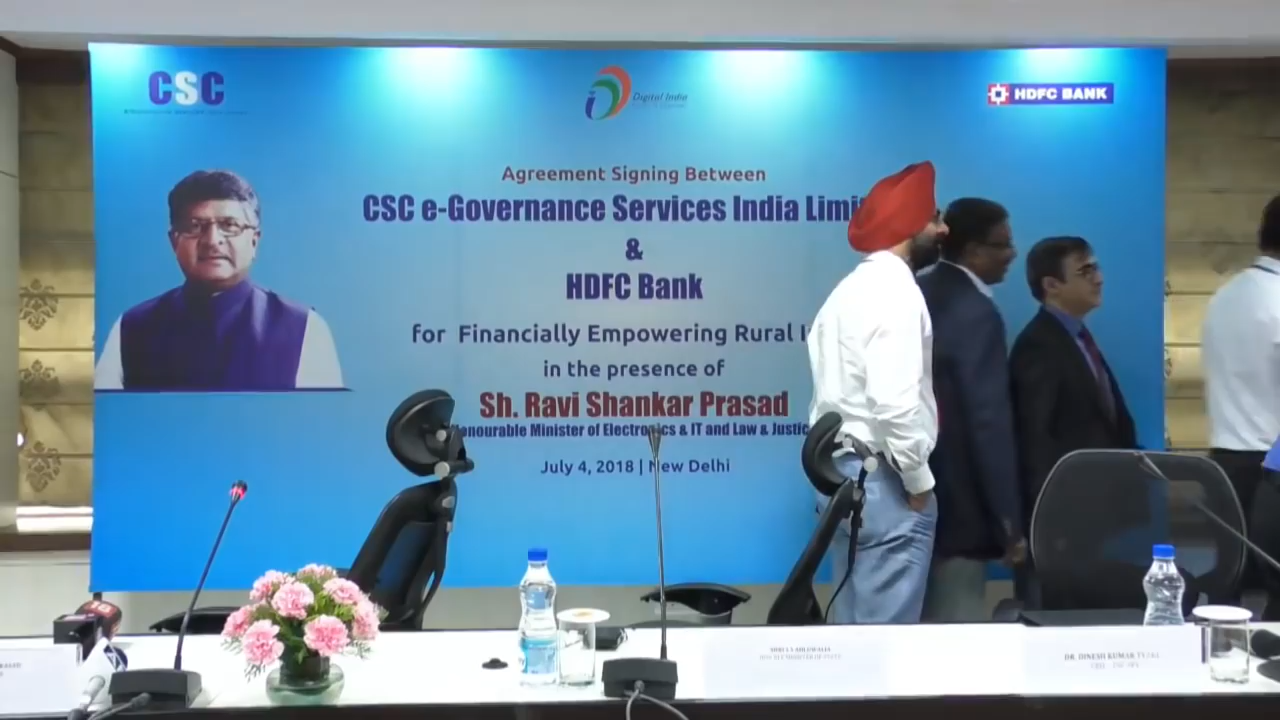 CSC
Digital India
HDFC BANK
Agreement Signing Between
CSC e-Governance Services India Limi
&
HDFC Bank
for Financially Empowering Rural I
in the presence of
Sh. Ravi Shankar Prasad
Honourable Minister of Electronics & IT and Law & Justic
July 4, 2018 | New Delhi
DR. DINESH KUMAR